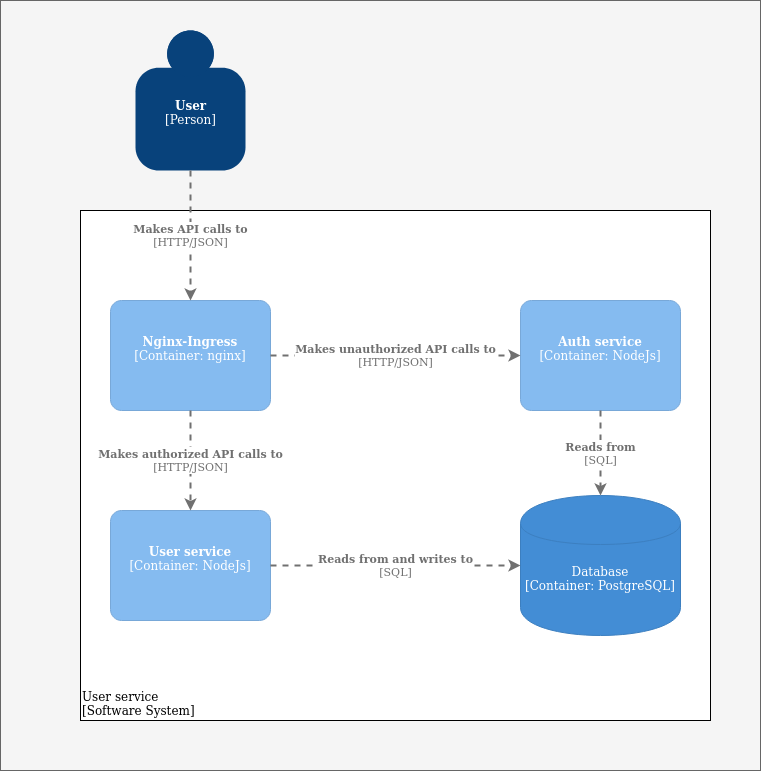 User
[Person]
Makes API calls to
[HTTP/JSON]
Nginx-Ingress
[Container: nginx]
Makes unauthorized API calls to
[HTTP/JSON]
Auth service
[Container: NodeJs]
Makes authorized API calls to
[HTTP/JSON]
Reads from
[SQL]
User service
[Container: NodeJs]
Reads from and writes to
[SQL]
Database
[Container: PostgreSQL]
User service
[Software System]